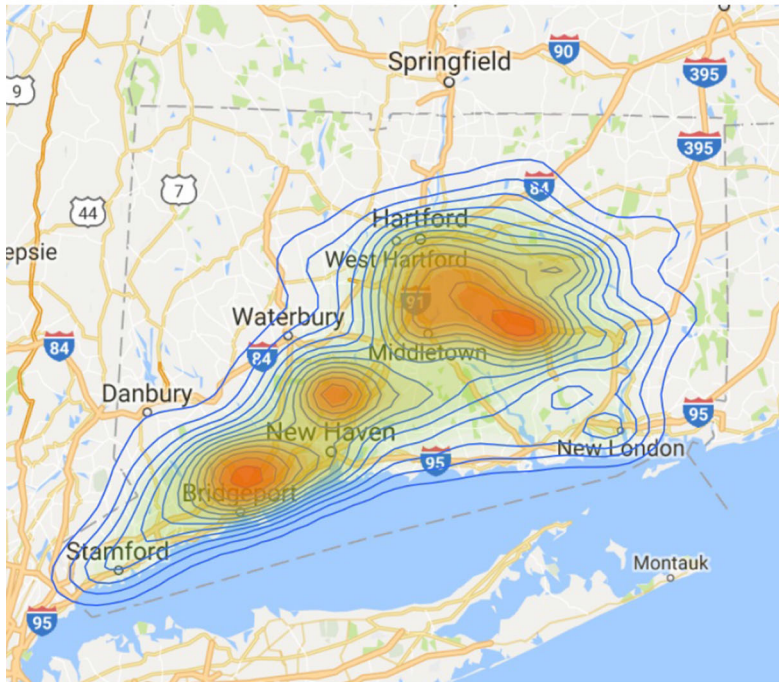 Springfield
90
9
395
395
7
84
44
Hartford
epsie
West Hartford
91
Waterbury
84
84
Middletown
Danbury
95
New Haven
New London
95
Bridgeport
Stamford
Montauk
95